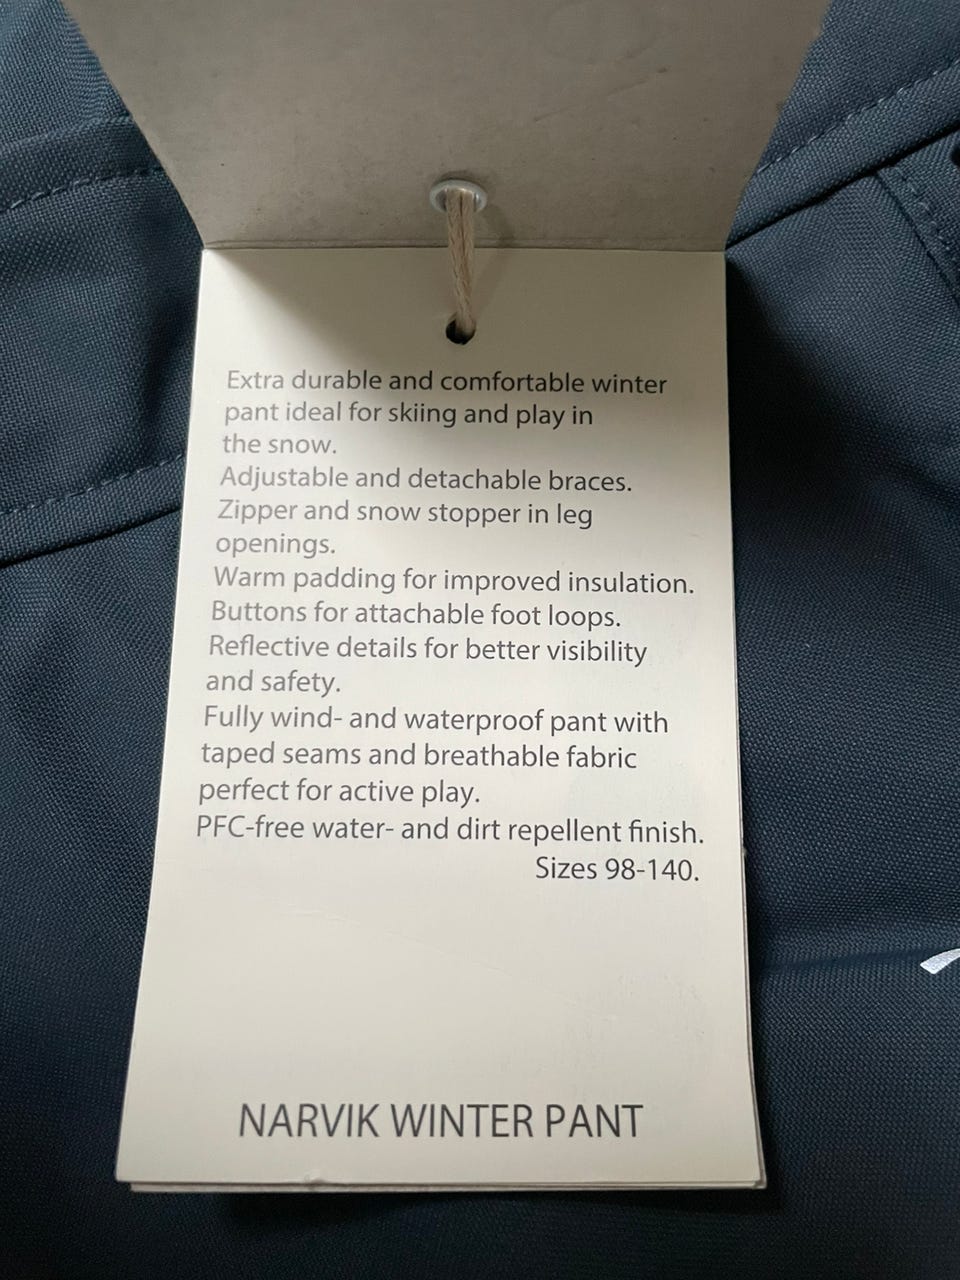 Extra durable and comfortable winter
pant ideal for skiing and play in
the snow.
Adjustable and detachable braces.
Zipper and snow stopper in leg
openings.
Warm padding for improved insulation.
Buttons for attachable foot loops.
Reflective details for better visibility
and safety.
Fully wind- and waterproof pant with
taped seams and breathable fabric
perfect for active play.
PFC-free water- and dirt repellent finish.
Sizes 98-140.
NARVIK WINTER PANT